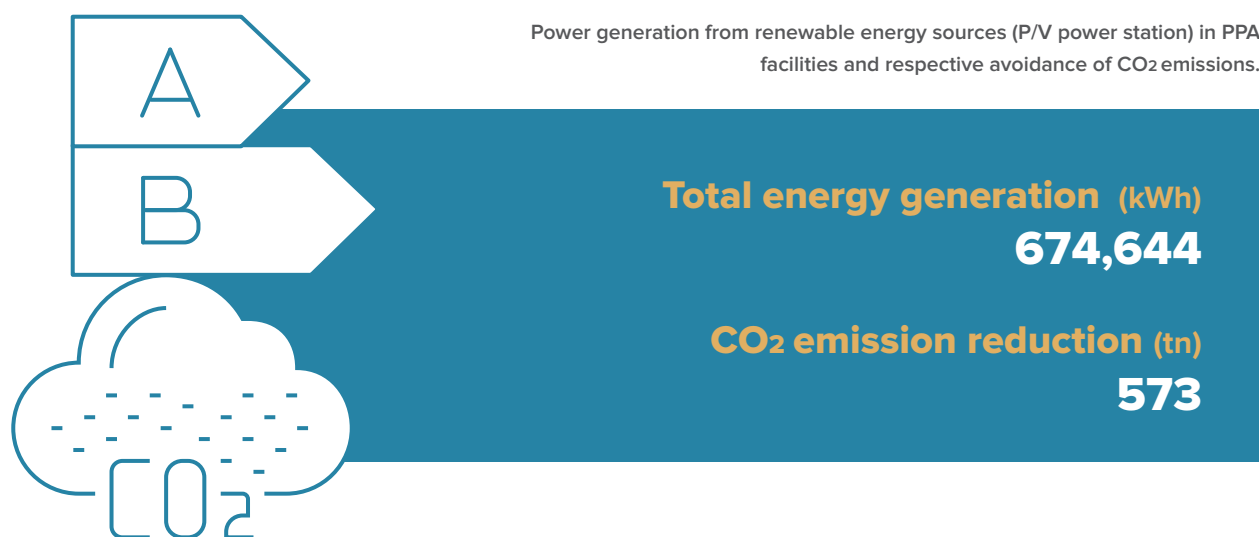 Power generation from renewable energy sources (P/V power station) in PPA
facilities and respective avoidance of CO2 emissions.
A
B
Total energy generation (kWh)
674,644
CO2 emission reduction (tn)
573
CO2